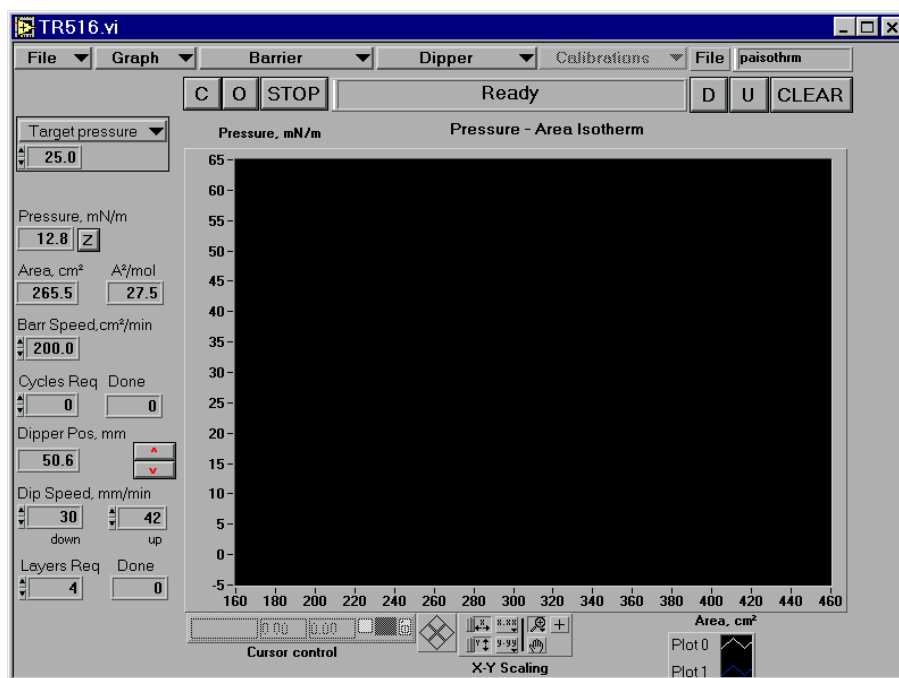 TR516.vi
File Graph Barrier Dipper Calibrations File paisothrm
C O STOP Ready D U CLEAR
Target pressure
25.0
Pressure, mN/m Pressure - Area Isotherm
Pressure, mN/m
12.8 Z
Area, cm² A²/mol
265.5 27.5
Barr Speed,cm²/min
200.0
Cycles Req Done
0 0
Dipper Pos, mm
50.6
Dip Speed, mm/min
30 42
down up
Layers Req Done
4 0
65
60
55
50
45
40
35
30
25
20
15
10
5
0
-5
160 180 200 220 240 260 280 300 320 340 360 380 400 420 440 460
Area, cm²
0.00 0.00
Cursor control
X-Y Scaling
x.xx
y.yy
Plot 0
Plot 1